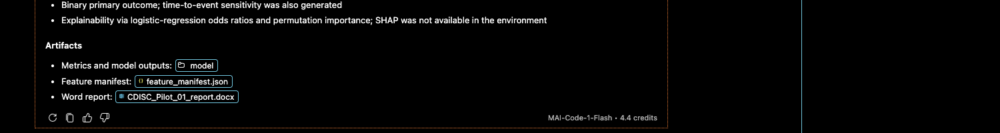 • Binary primary outcome; time-to-event sensitivity was also generated
• Explainability via logistic-regression odds ratios and permutation importance; SHAP was not available in the environment
Artifacts
• Metrics and model outputs: model
• Feature manifest: {} feature_manifest.json
• Word report: CDISC_Pilot_01_report.docx
MAI-Code-1-Flash • 4.4 credits